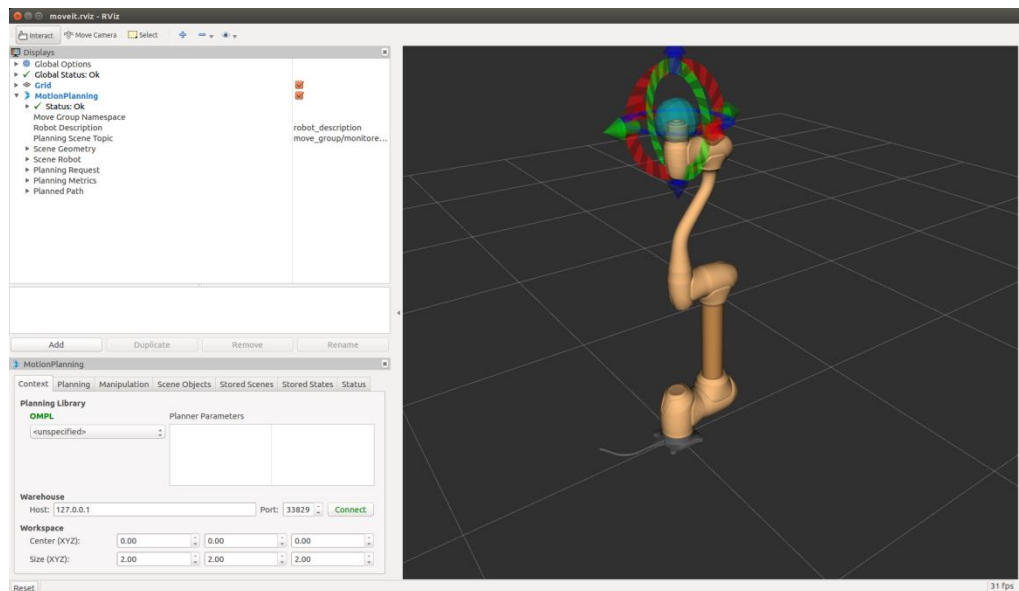 moveit.rviz - RViz
Interact Move Camera Select
Displays
Global Options
Global Status: Ok
Grid
MotionPlanning
Status: Ok
Move Group Namespace
Robot Description robot_description
Planning Scene Topic move_group/monitore...
Scene Geometry
Scene Robot
Planning Request
Planning Metrics
Planned Path
Add Duplicate Remove Rename
MotionPlanning
Context Planning Manipulation Scene Objects Stored Scenes Stored States Status
Planning Library
OMPL Planner Parameters
<unspecified>
Warehouse
Host: 127.0.0.1 Port: 33829 Connect
Workspace
Center (XYZ): 0.00 0.00 0.00
Size (XYZ): 2.00 2.00 2.00
Reset 31 fps